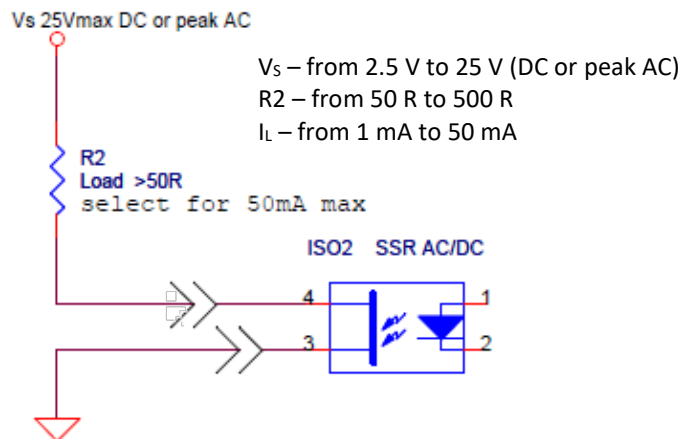 Vs 25Vmax DC or peak AC
VS – from 2.5 V to 25 V (DC or peak AC)
R2 – from 50 R to 500 R
IL – from 1 mA to 50 mA
R2
Load >50R
select for 50mA max
ISO2 SSR AC/DC
4 1
3 2